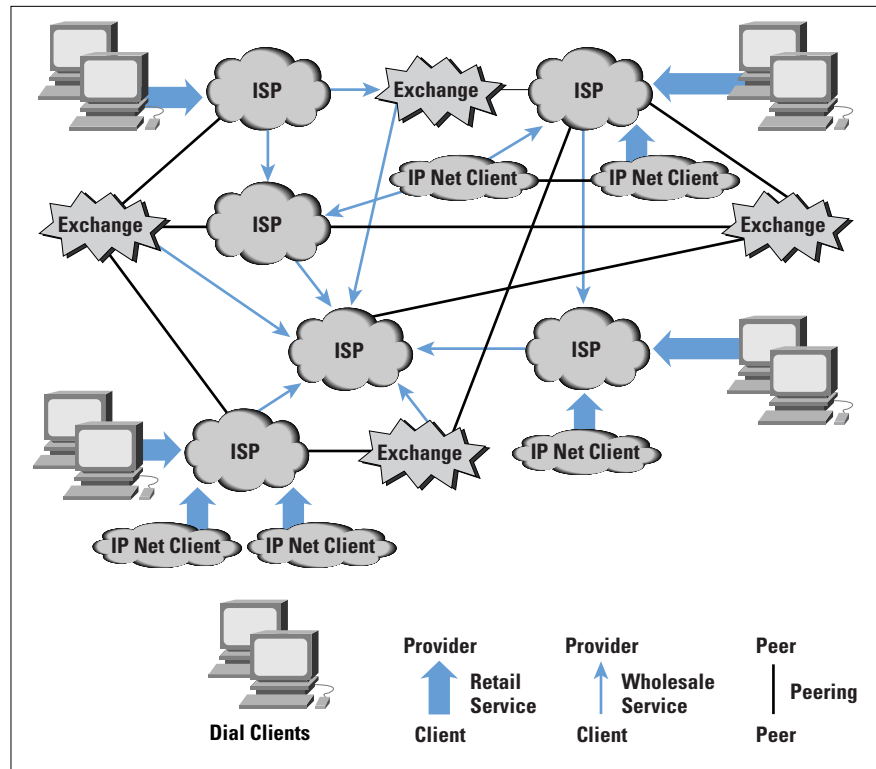 ISP
Exchange
ISP
IP Net Client
IP Net Client
Exchange
ISP
Exchange
ISP
ISP
ISP
Exchange
IP Net Client
IP Net Client
IP Net Client
Dial Clients
Provider
Retail
Service
Client
Provider
Wholesale
Service
Client
Peer
Peering
Peer